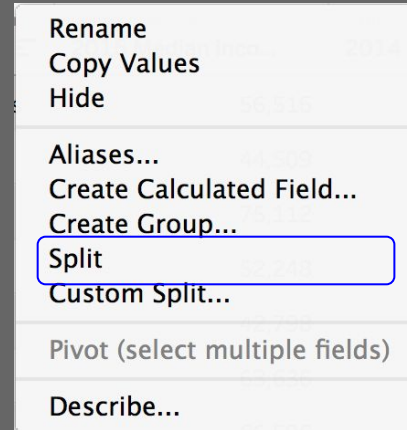 Rename
Copy Values
Hide
Aliases...
Create Calculated Field...
Create Group...
Split
Custom Split...
Pivot (select multiple fields)
Describe...